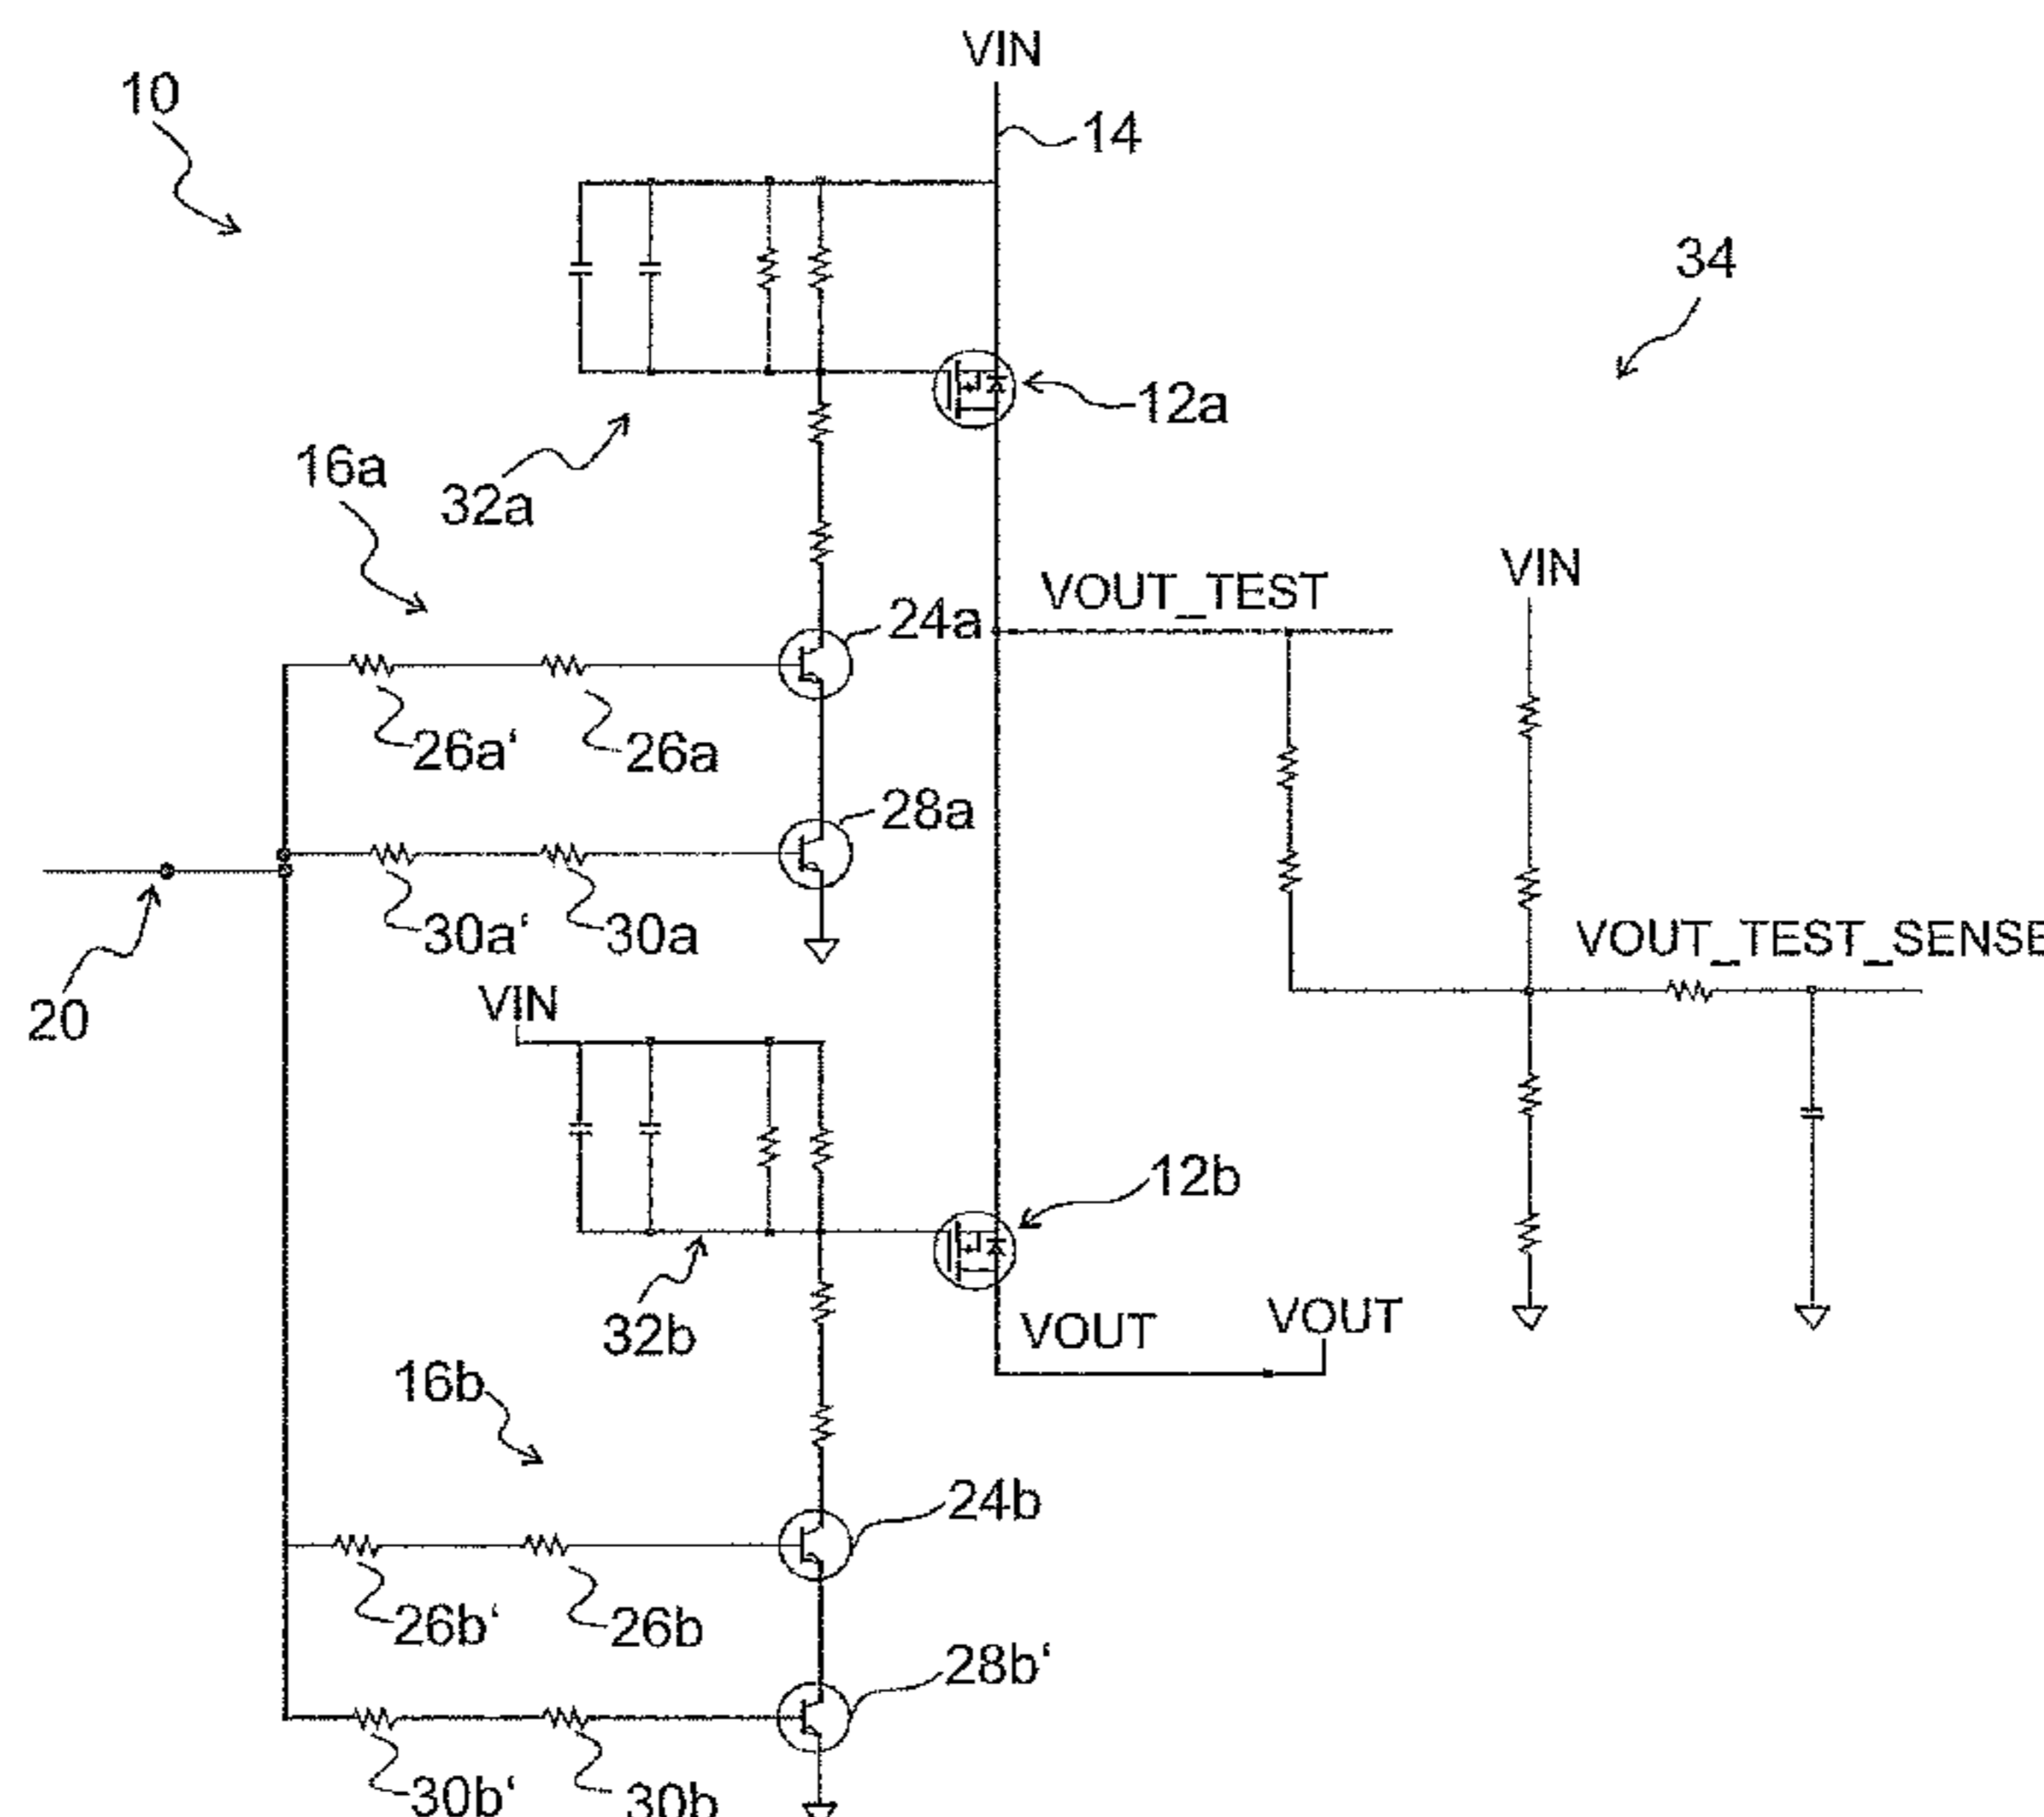 VIN
10
14
34
12a
16a
32a
VIN
VOUT_TEST
24a
26a‘
26a
28a
30a‘
30a
VOUT_TEST_SENSE
20
VIN
12b
32b
VOUT
VOUT
16b
24b
26b‘
26b
28b‘
30b‘
30b